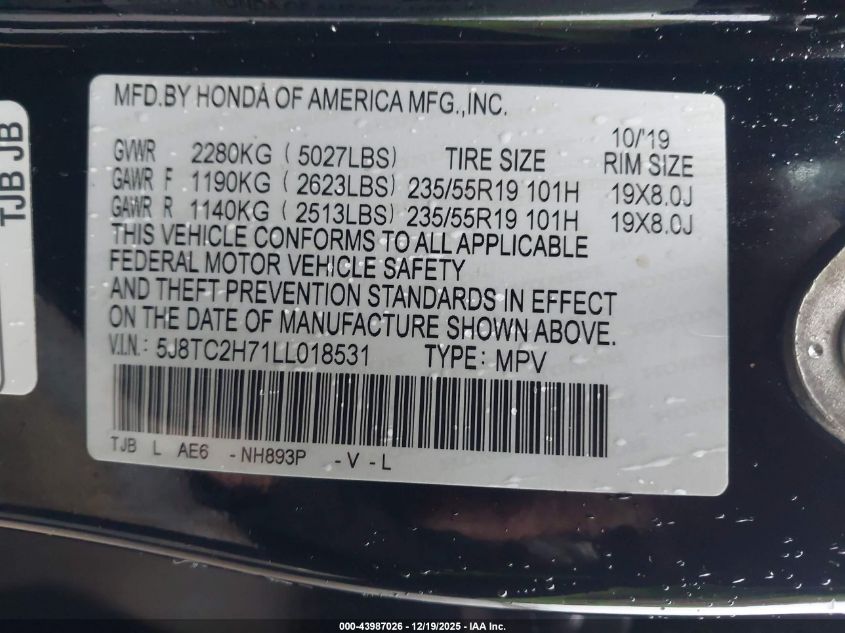 TJB JB
MFD.BY HONDA OF AMERICA MFG.,INC.
10/'19
GVWR 2280KG ( 5027LBS) TIRE SIZE RIM SIZE
GAWR F 1190KG ( 2623LBS) 235/55R19 101H 19X8.0J
GAWR R 1140KG ( 2513LBS) 235/55R19 101H 19X8.0J
THIS VEHICLE CONFORMS TO ALL APPLICABLE
FEDERAL MOTOR VEHICLE SAFETY
AND THEFT PREVENTION STANDARDS IN EFFECT
ON THE DATE OF MANUFACTURE SHOWN ABOVE.
V.I.N.: 5J8TC2H71LL018531 TYPE: MPV
TJB L AE6 -NH893P -V-L
000-43987026 - 12/19/2025 - IAA Inc.